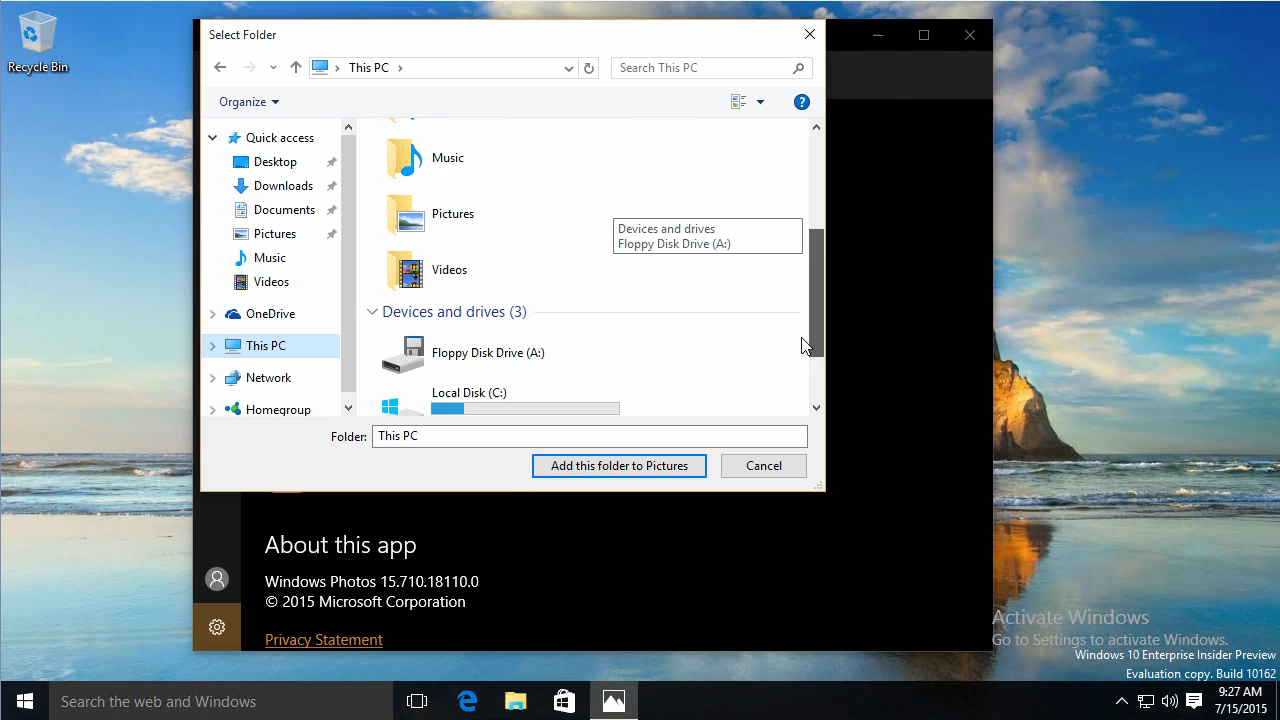 Recycle Bin
Select Folder
This PC
Search This PC
Organize
Quick access
Desktop
Downloads
Documents
Pictures
Music
Videos
OneDrive
This PC
Network
Homegroup
Music
Pictures
Videos
Devices and drives
Floppy Disk Drive (A:)
Devices and drives (3)
Floppy Disk Drive (A:)
Local Disk (C:)
Folder:
This PC
Add this folder to Pictures
Cancel
About this app
Windows Photos 15.710.18110.0
© 2015 Microsoft Corporation
Privacy Statement
Activate Windows
Go to Settings to activate Windows.
Windows 10 Enterprise Insider Preview
Evaluation copy. Build 10162
Search the web and Windows
9:27 AM
7/15/2015